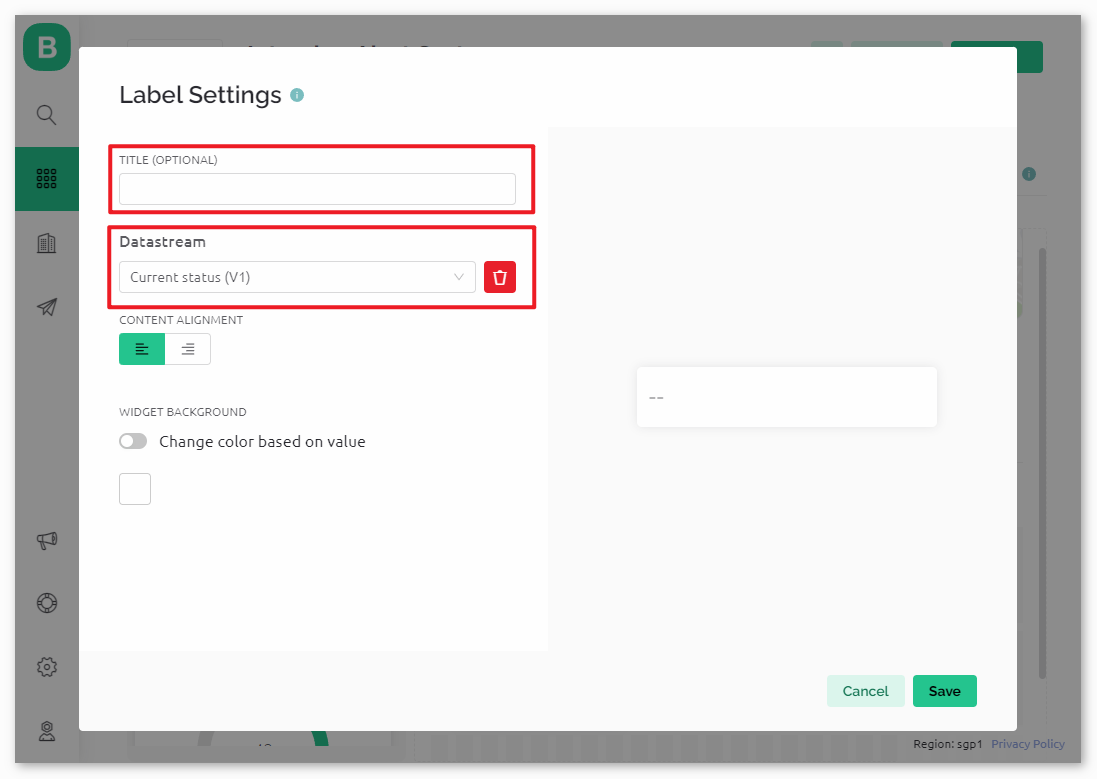 B
Label Settings
TITLE (OPTIONAL)
Datastream
Current status (V1)
CONTENT ALIGNMENT
--
WIDGET BACKGROUND
Change color based on value
Cancel
Save
Region: sgp1
Privacy Policy